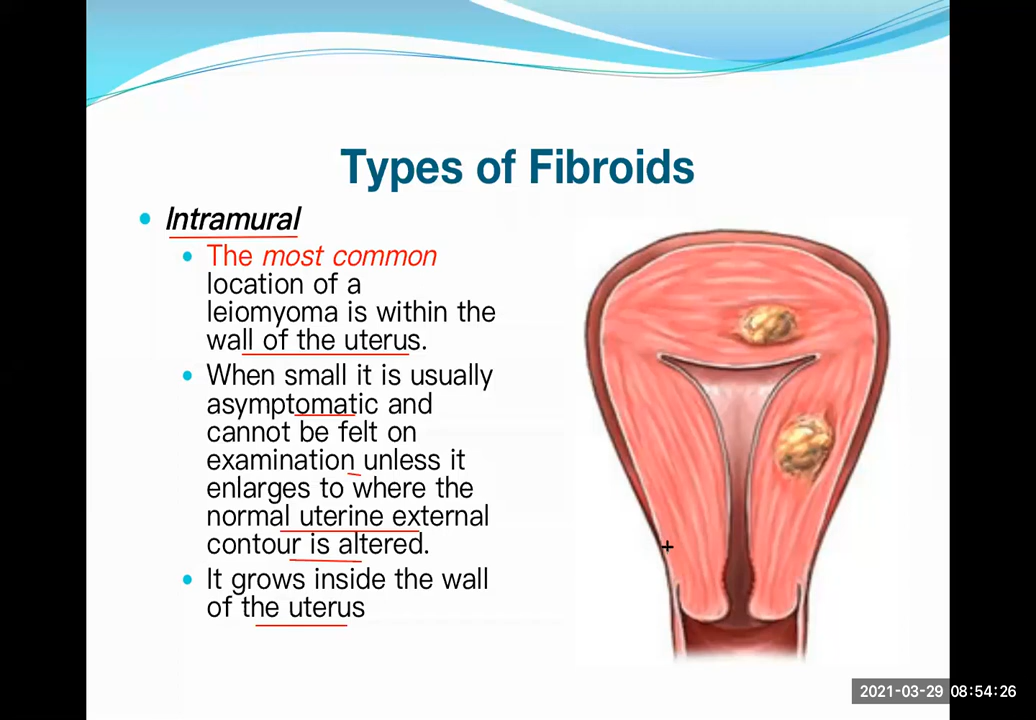 Types of Fibroids
• Intramural
• The most common
location of a
leiomyoma is within the
wall of the uterus.
• When small it is usually
asymptomatic and
cannot be felt on
examination unless it
enlarges to where the
normal uterine external
contour is altered.
• It grows inside the wall
of the uterus
2021-03-29 08:54:26